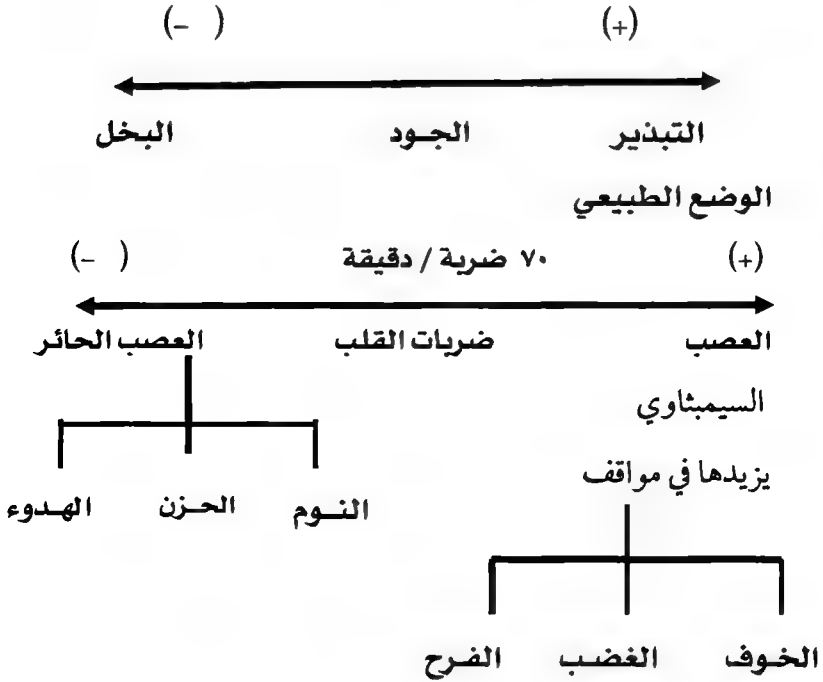 (+) (- )
التبذير الجود البخل
الوضع الطبيعي
(+) ٧٠ ضربة / دقيقة (- )
العصب ضربات القلب العصب الحائر
السيمبثاوي
يزيدها في مواقف
النوم الحزن الهدوء
الخوف الغضب الفرح